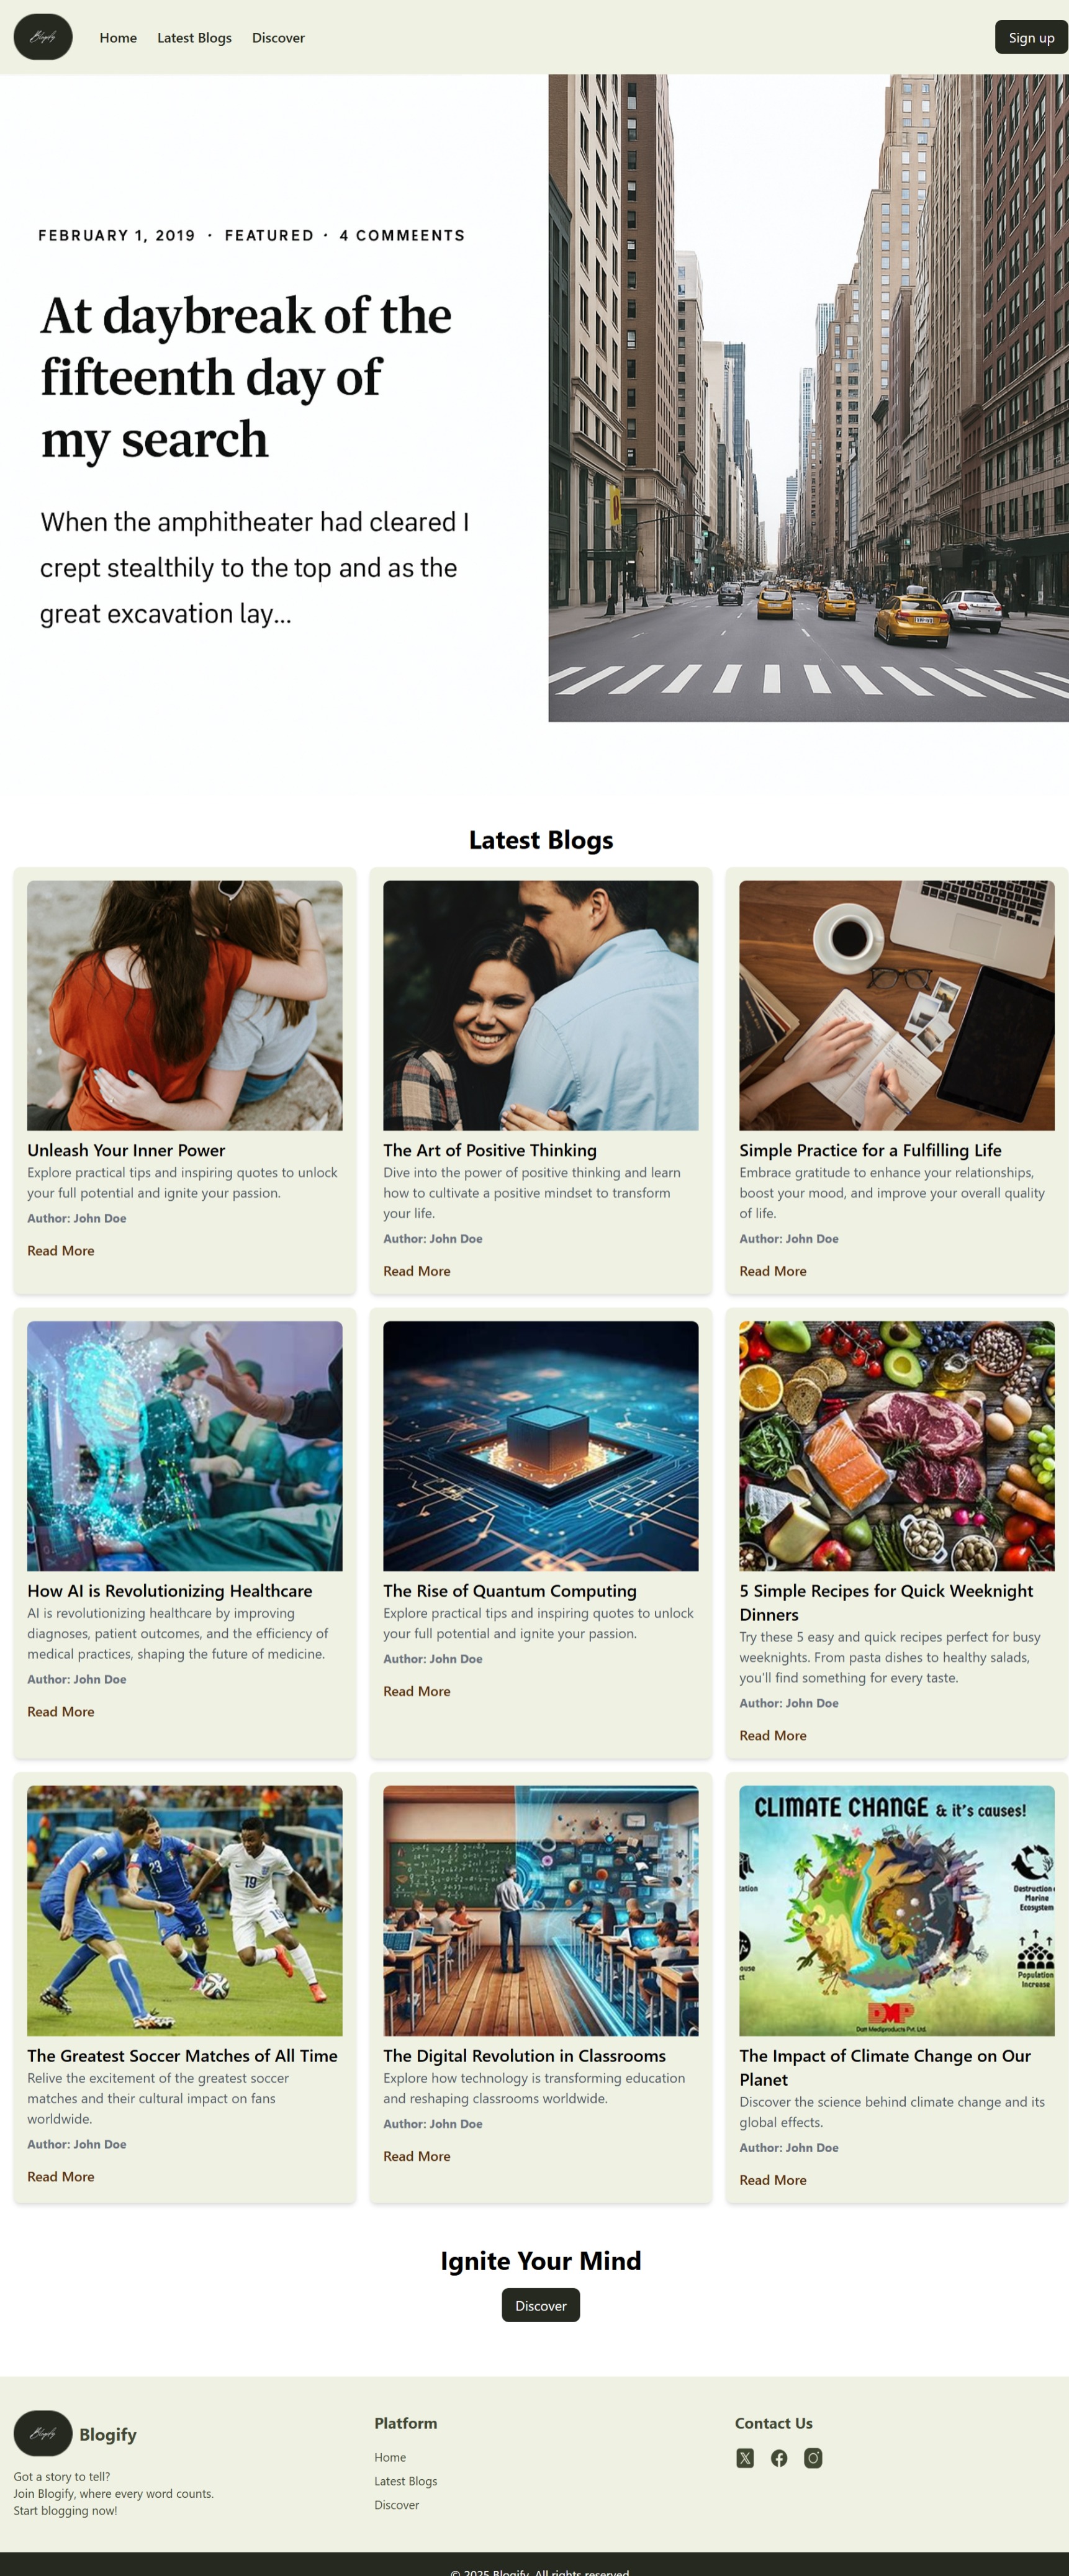 Blogify
Home
Latest Blogs
Discover
Sign up
FEBRUARY 1, 2019 · FEATURED · 4 COMMEENTS
At daybreak of the
fifteenth day of
my search
When the amphitheater had cleared I
crept stealthily to the top and as the
great excavation lay...
Latest Blogs
Unleash Your Inner Power
Explore practical tips and inspiring quotes to unlock
your full potential and ignite your passion.
Author: John Doe
Read More
The Art of Positive Thinking
Dive into the power of positive thinking and learn
how to cultivate a positive mindset to transform
your life.
Author: John Doe
Read More
Simple Practice for a Fulfilling Life
Embrace gratitude to enhance your relationships,
boost your mood, and improve your overall quality
of life.
Author: John Doe
Read More
How AI is Revolutionizing Healthcare
AI is revolutionizing healthcare by improving
diagnoses, patient outcomes, and the efficiency of
medical practices, shaping the future of medicine.
Author: John Doe
Read More
The Rise of Quantum Computing
Explore practical tips and inspiring quotes to unlock
your full potential and ignite your passion.
Author: John Doe
Read More
5 Simple Recipes for Quick Weeknight
Dinners
Try these 5 easy and quick recipes perfect for busy
weeknights. From pasta dishes to healthy salads,
you'll find something for every taste.
Author: John Doe
Read More
23
23
19
The Greatest Soccer Matches of All Time
Relive the excitement of the greatest soccer
matches and their cultural impact on fans
worldwide.
Author: John Doe
Read More
The Digital Revolution in Classrooms
Explore how technology is transforming education
and reshaping classrooms worldwide.
Author: John Doe
Read More
CLIMATE CHANGE & it's causes!
Destruction
Marine
Ecosystem
Population
Increase
DMP
Datt Mediproducts Pvt. Ltd.
The Impact of Climate Change on Our
Planet
Discover the science behind climate change and its
global effects.
Author: John Doe
Read More
Ignite Your Mind
Discover
Blogify
Blogify
Got a story to tell?
Join Blogify, where every word counts.
Start blogging now!
Platform
Home
Latest Blogs
Discover
Contact Us
© 2025 Blogify. All rights reserved